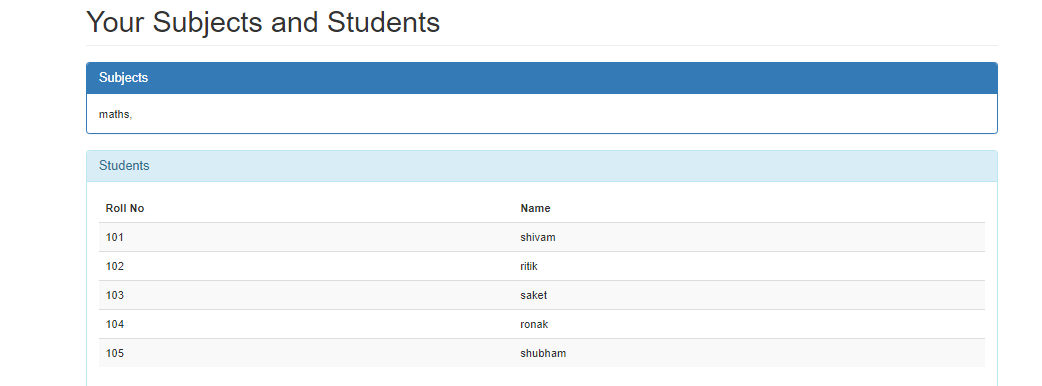 Your Subjects and Students
Subjects
maths,
Students
Roll No Name
101 shivam
102 ritik
103 saket
104 ronak
105 shubham